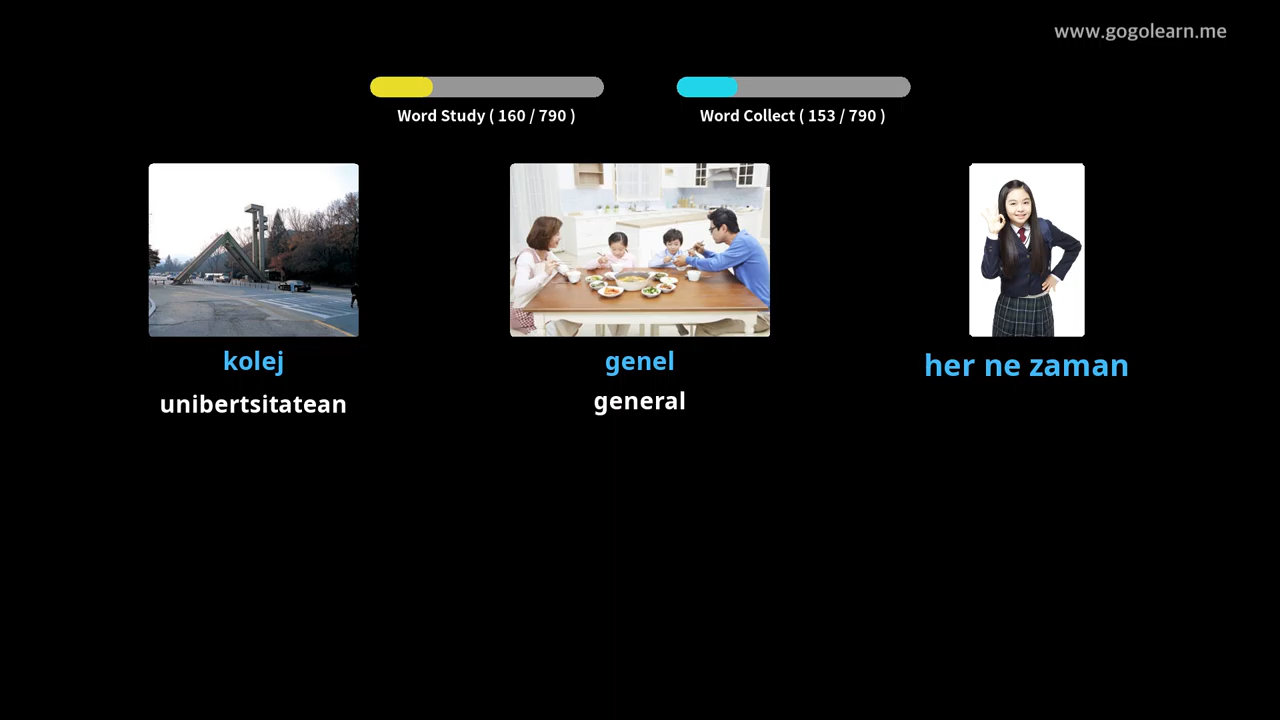 www.gogolearn.me
Word Study ( 160 / 790 )
Word Collect ( 153 / 790 )
kolej
unibertsitatean
genel
general
her ne zaman